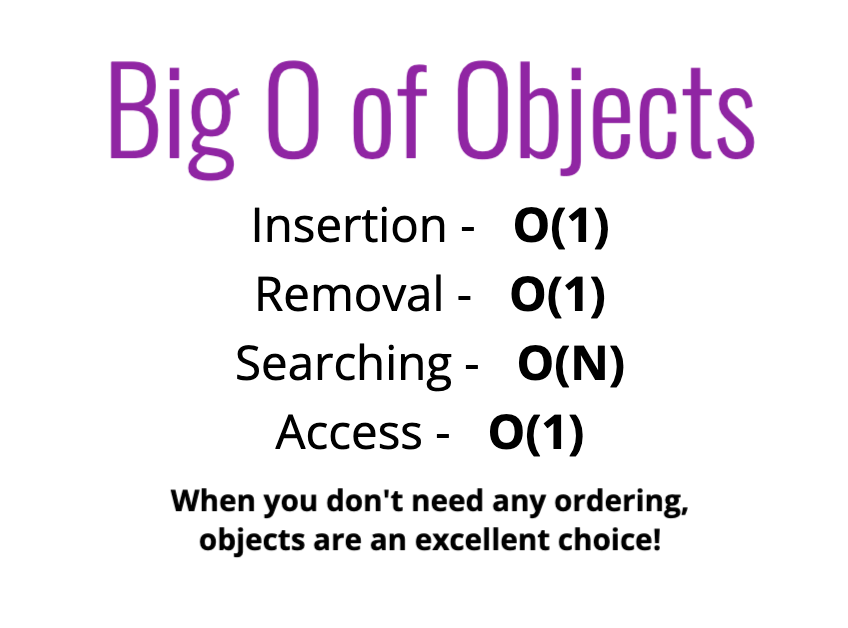 Big O of Objects
Insertion - O(1)
Removal - O(1)
Searching - O(N)
Access - O(1)
When you don't need any ordering,
objects are an excellent choice!